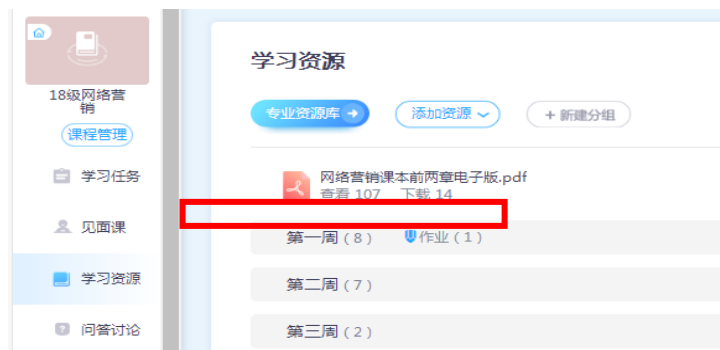 18级网络营
销
课程管理
学习任务
见面课
学习资源
问答讨论
学习资源
专业资源库
添加资源
+ 新建分组
网络营销课本前两章电子版.pdf
查看 107 下载 14
第一周 (8) 作业 (1)
第二周 (7)
第三周 (2)